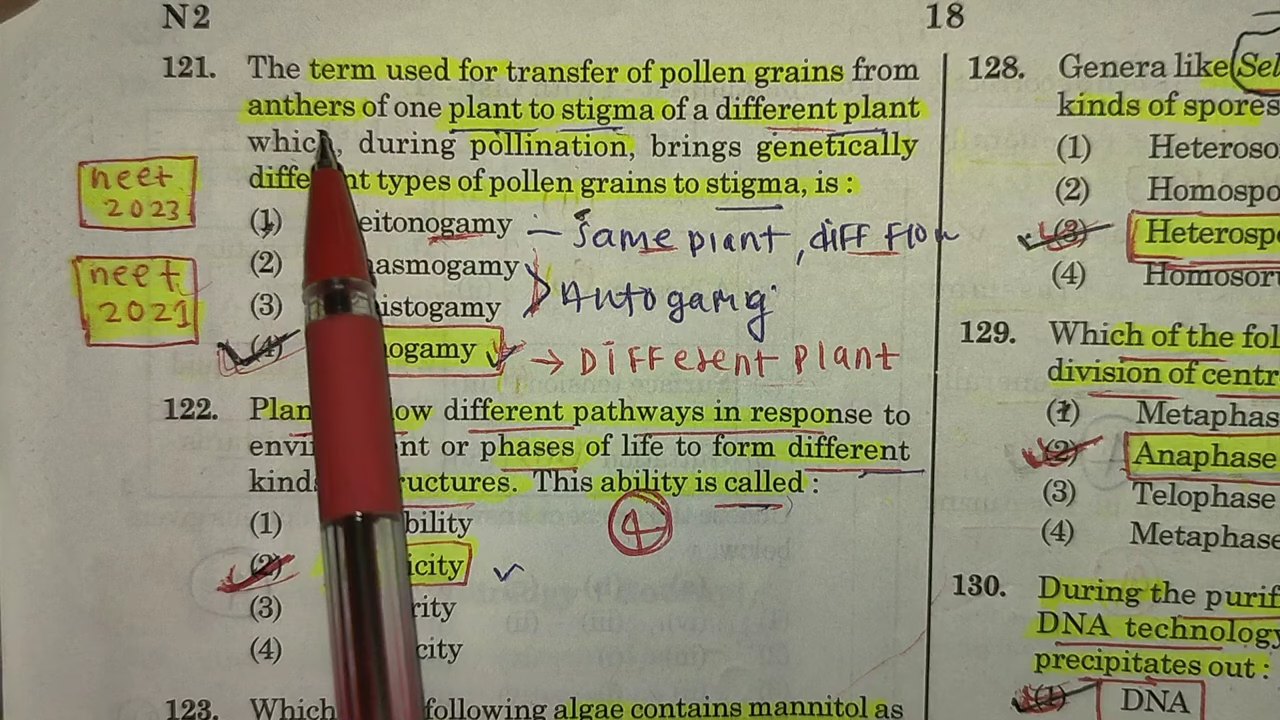 N2
18
121. The term used for transfer of pollen grains from
anthers of one plant to stigma of a different plant
which, during pollination, brings genetically
types of pollen grains to stigma, is :
neet
2023
(1) eitonogamy — same plant, diff flow
(2) asmogamy
(3) istogamy
Autogamy
neet
2021
(4) ogamy → Different plant
122. Plan ow different pathways in response to
envi nt or phases of life to form different
kind uctures. This ability is called :
(1) bility
4
(2) icity
(3) rity
(4) city
123. Which following algae contains mannitol as
128. Genera like Sel
kinds of spores
(1) Heteroso
(2) Homospo
(3) Heterosp
(4) Homosor
129. Which of the fol
division of centr
(1) Metaphas
(2) Anaphase
(3) Telophase
(4) Metaphase
130. During the purif
DNA technology
precipitates out :
(1) DNA